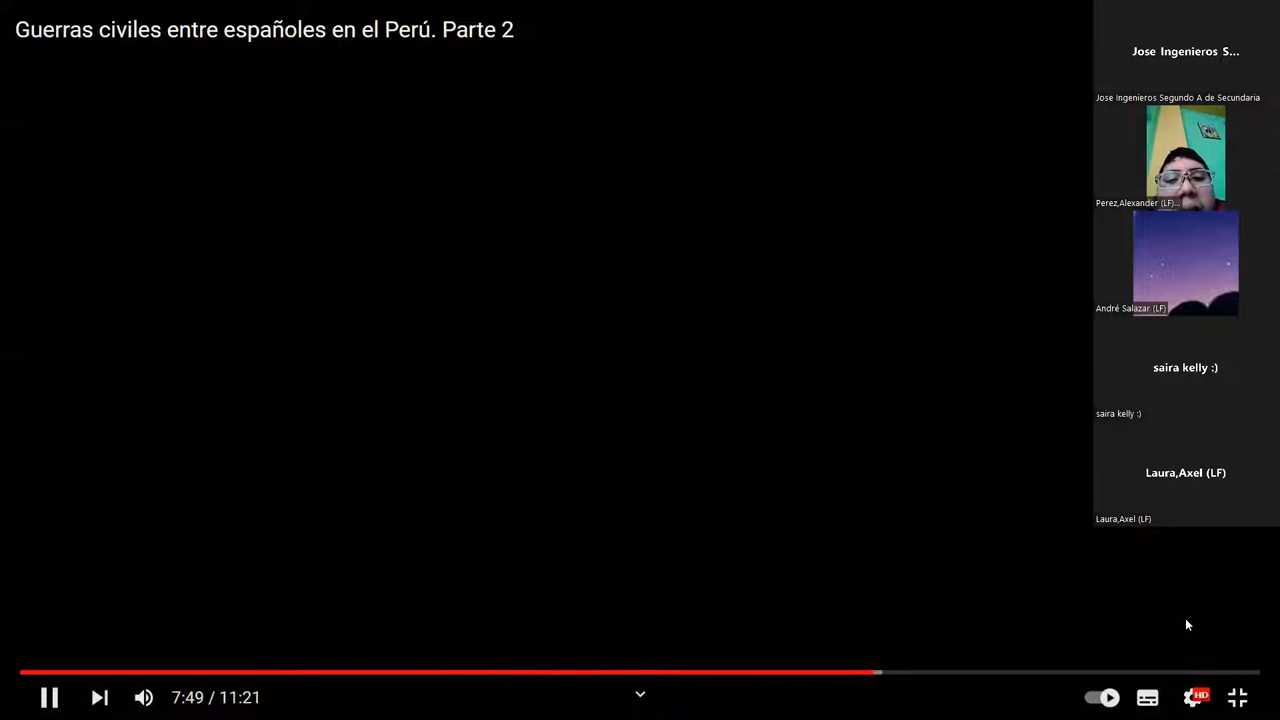 Guerras civiles entre españoles en el Perú. Parte 2
Jose Ingenieros S...
Jose Ingenieros Segundo A de Secundaria
Perez,Alexander (LF)...
André Salazar (LF)
saira kelly :)
saira kelly :)
Laura,Axel (LF)
Laura,Axel (LF)
7:49 / 11:21
HD